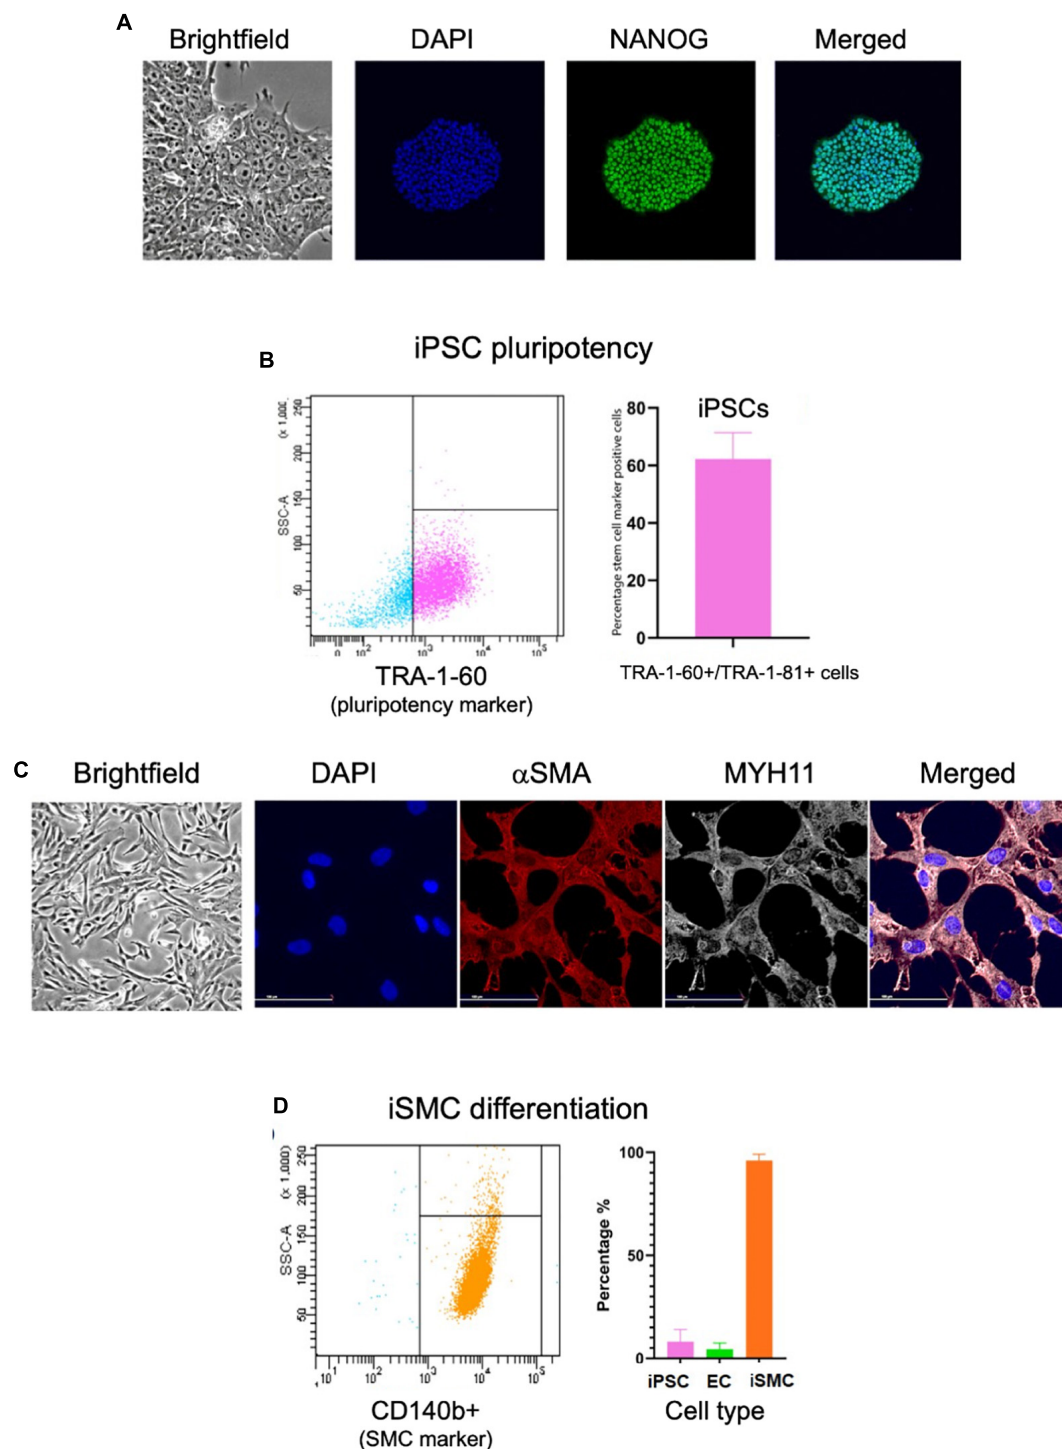 A
Brightfield DAPI NANOG Merged
B
iPSC pluripotency
SSC-A (x 1,000)
250
200
150
100
50
0 10² 10³ 10⁴ 10⁵
TRA-1-60
(pluripotency marker)
Percentage stem cell marker positive cells
80
60
40
20
0
iPSCs
TRA-1-60+/TRA-1-81+ cells
C
Brightfield DAPI αSMA MYH11 Merged
D
iSMC differentiation
SSC-A (x 1,000)
250
200
150
100
50
10¹ 10² 10³ 10⁴ 10⁵
CD140b+
(SMC marker)
Percentage %
100
50
0
iPSC EC iSMC
Cell type